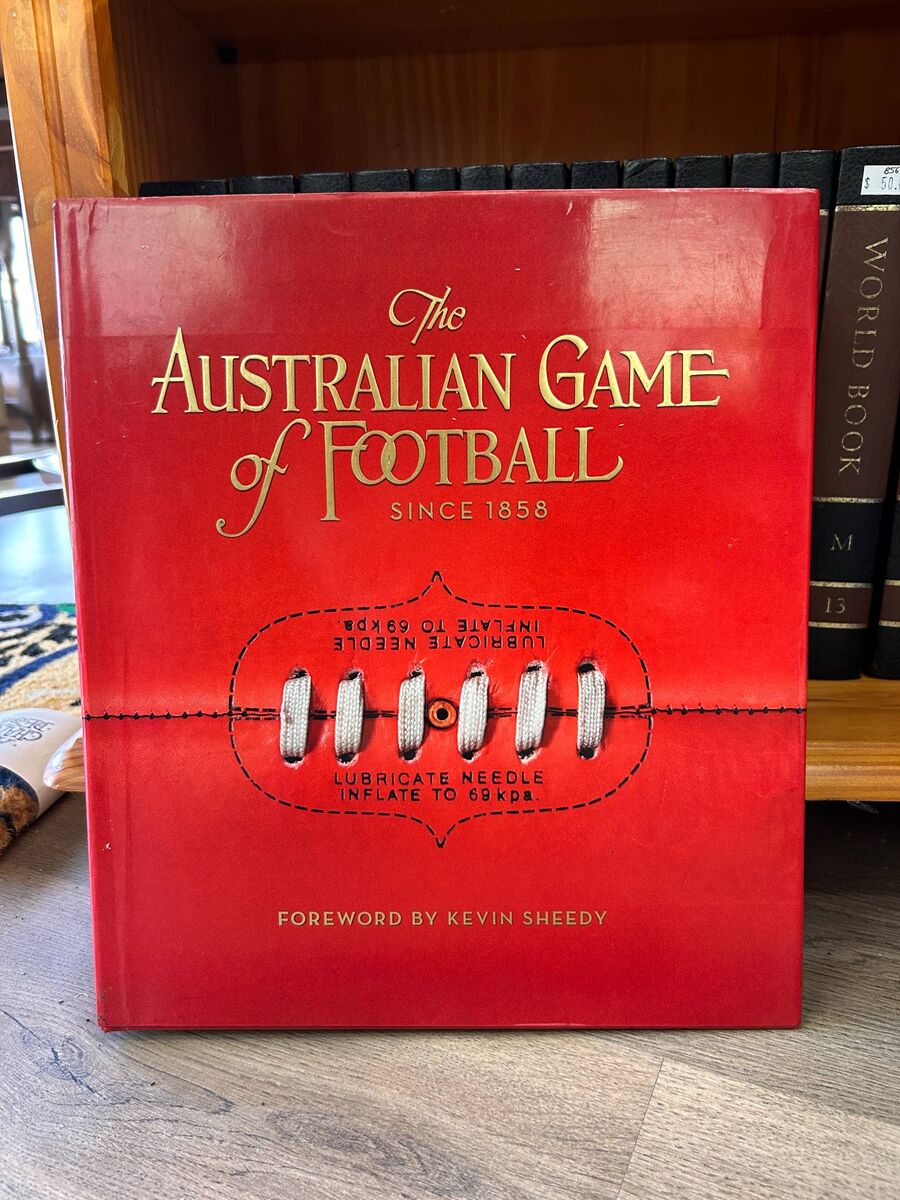 The
AUSTRALIAN GAME
of FOOTBALL
SINCE 1858
LUBRICATE NEEDLE
INFLATE TO 69 kpa.
LUBRICATE NEEDLE
INFLATE TO 69 kpa.
FOREWORD BY KEVIN SHEEDY
WORLD BOOK
M
13
$ 50.